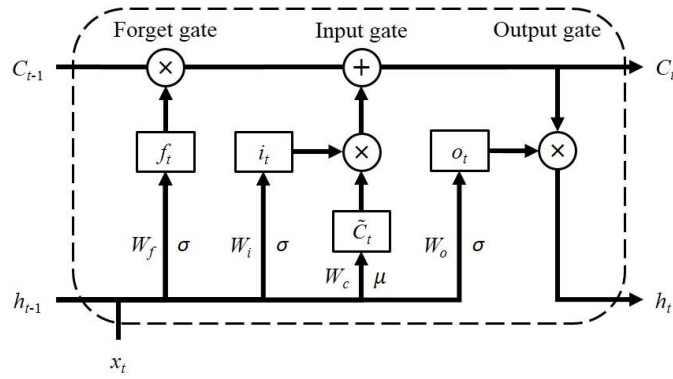 Forget gate
Input gate
Output gate
C_{t-1}
×
+
C_t
f_t
i_t
×
o_t
×
C̃_t
W_f σ
W_i σ
W_o σ
W_c μ
h_{t-1}
h_t
x_t